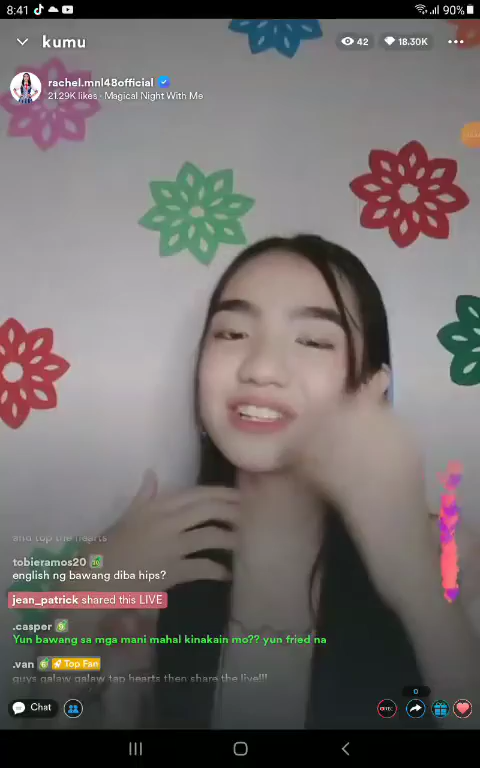 8:41
90%
kumu
42
18.30K
rachel.mnl48official
21.29K likes · Magical Night With Me
and top the hearts
tobieramos20
english ng bawang diba hips?
jean_patrick shared this LIVE
.casper
Yun bawang sa mga mani mahal kinakain mo?? yun fried na
.van Top Fan
guys galaw galaw tap hearts then share the live!!!
0
Chat